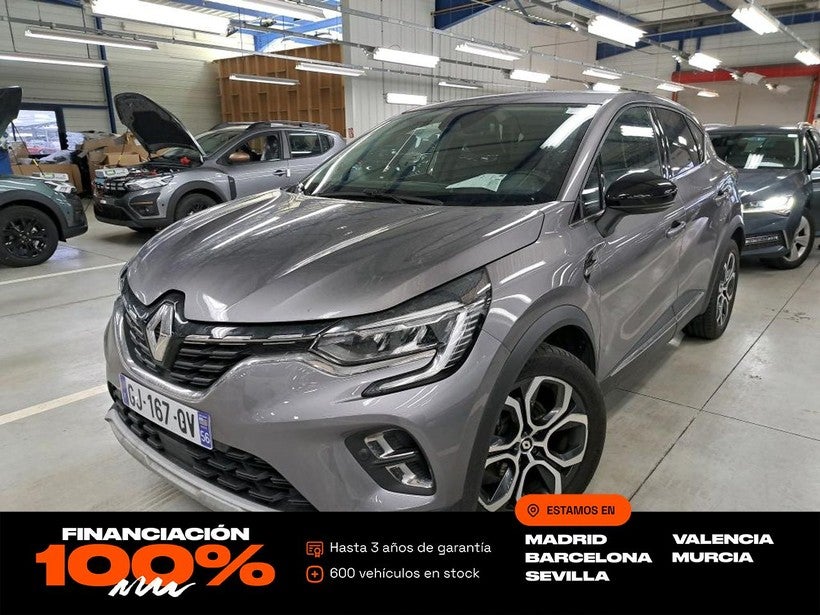 GJ-167-QV
56
FINANCIACIÓN
100%
Hasta 3 años de garantía
600 vehículos en stock
ESTAMOS EN
MADRID
BARCELONA
SEVILLA
VALENCIA
MURCIA